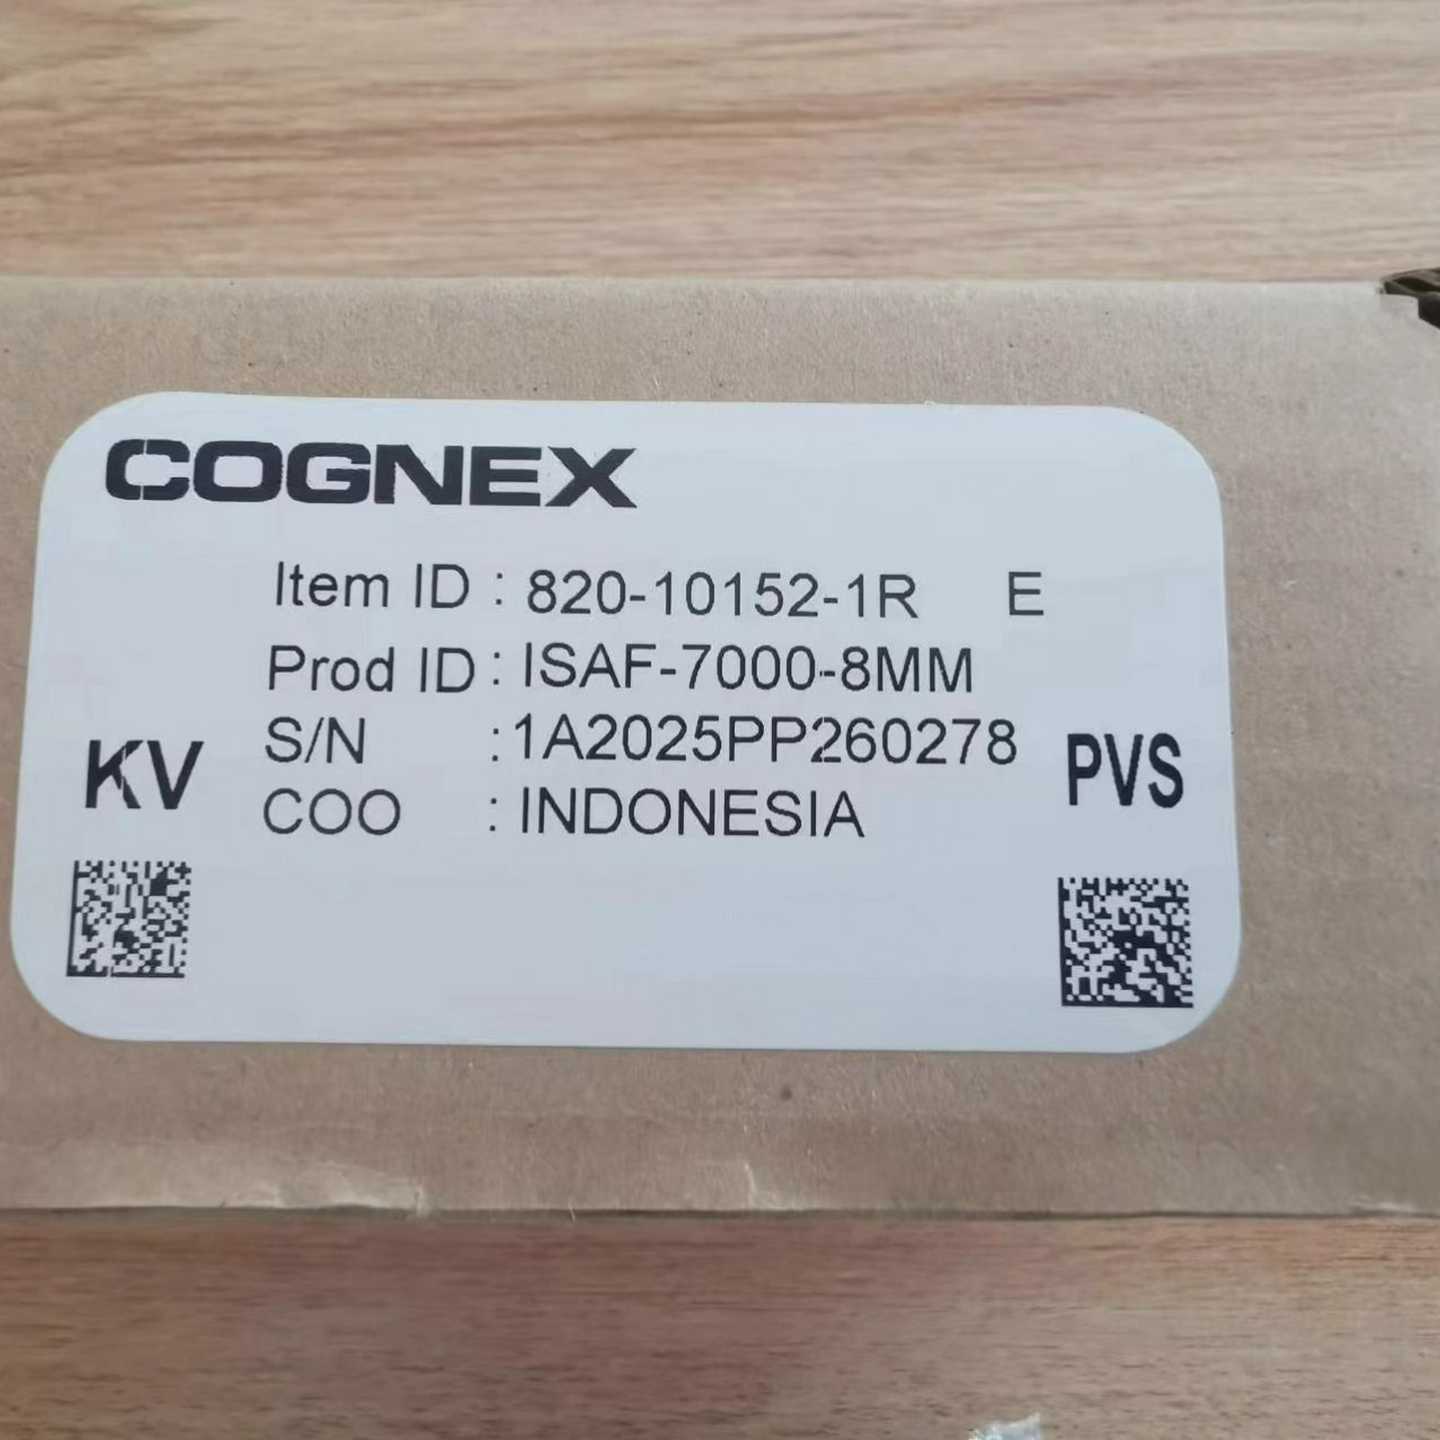 COGNEX
Item ID : 820-10152-1R E
Prod ID : ISAF-7000-8MM
S/N : 1A2025PP260278
COO : INDONESIA
KV
PVS